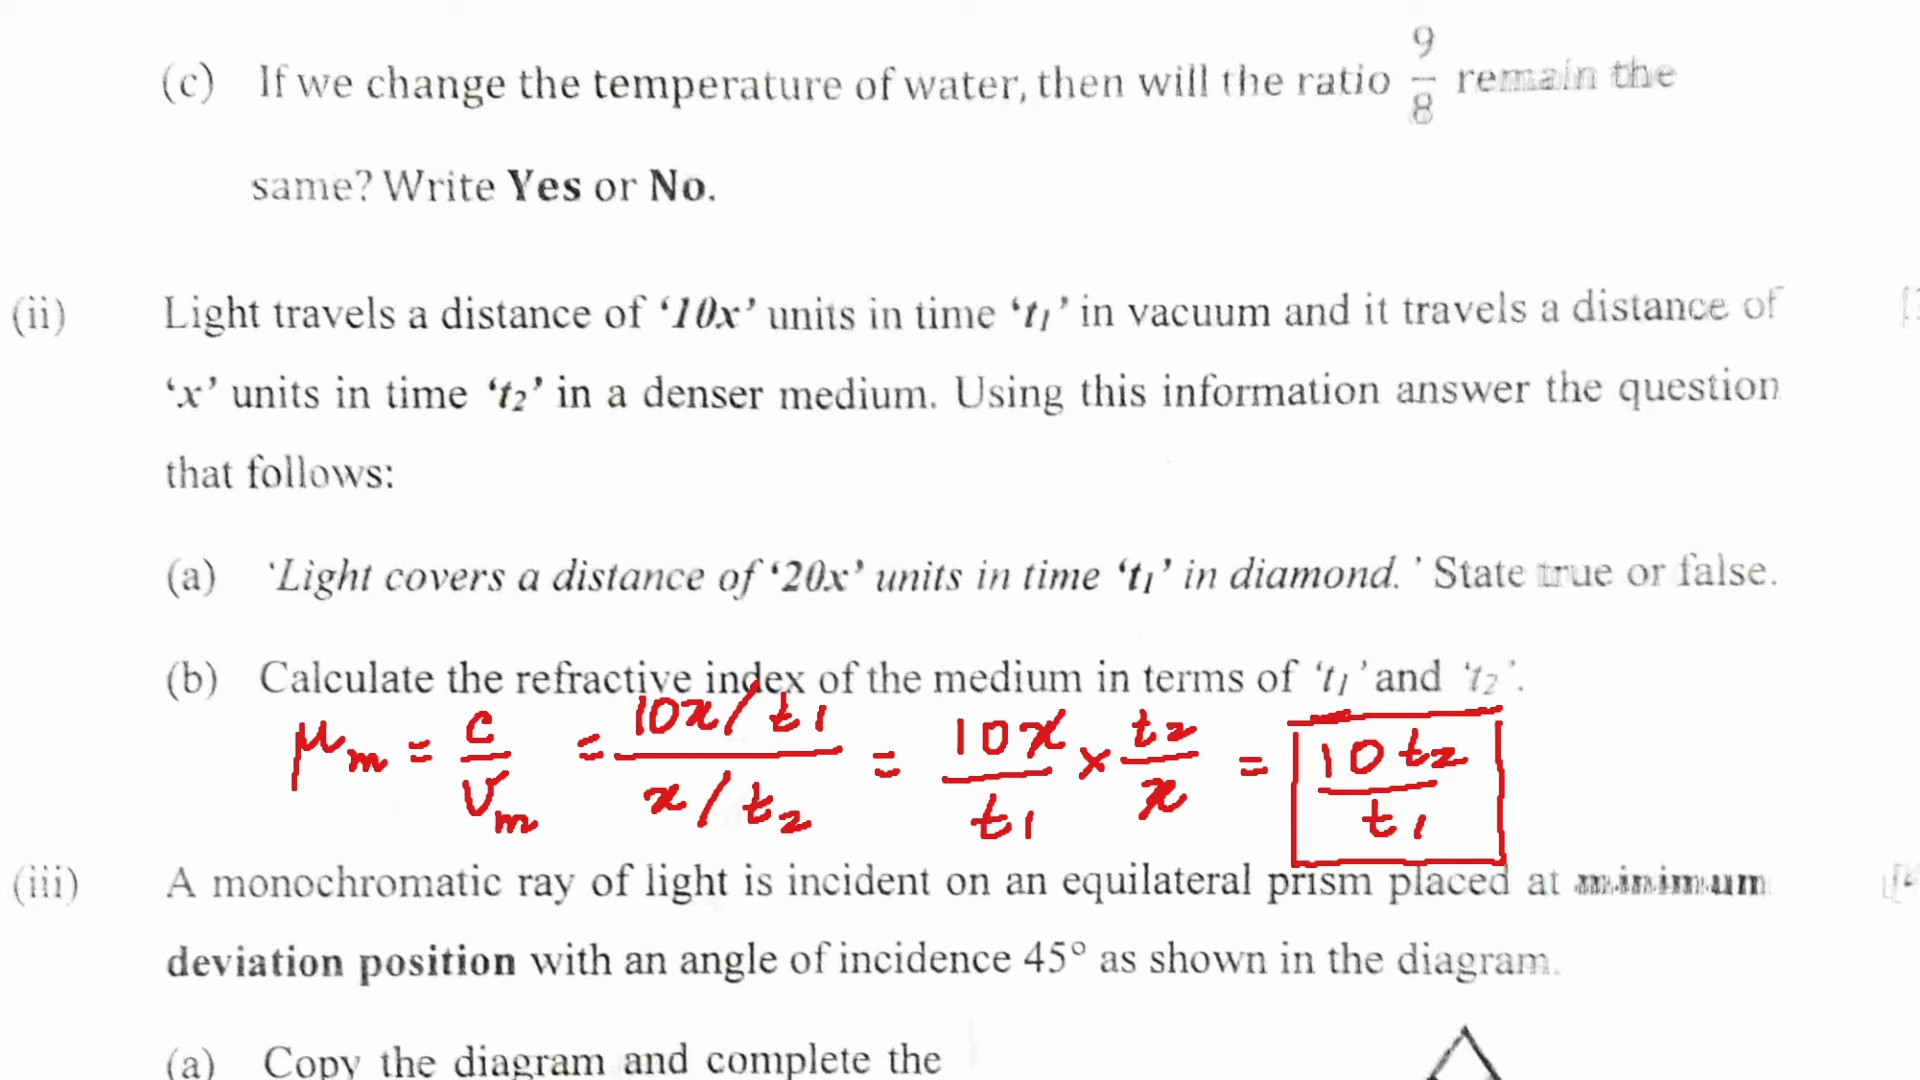 (c) If we change the temperature of water, then will the ratio 9/8 remain the
same? Write Yes or No.
(ii) Light travels a distance of ‘10x’ units in time ‘t₁’ in vacuum and it travels a distance of
‘x’ units in time ‘t₂’ in a denser medium. Using this information answer the question
that follows:
(a) ‘Light covers a distance of ‘20x’ units in time ‘t₁’ in diamond.’ State true or false.
(b) Calculate the refractive index of the medium in terms of ‘t₁’ and ‘t₂’.
μₘ = c/vₘ = (10x/t₁)/(x/t₂) = 10x/t₁ × t₂/x = 10t₂/t₁
(iii) A monochromatic ray of light is incident on an equilateral prism placed at minimum
deviation position with an angle of incidence 45° as shown in the diagram.
(a) Copy the diagram and complete the